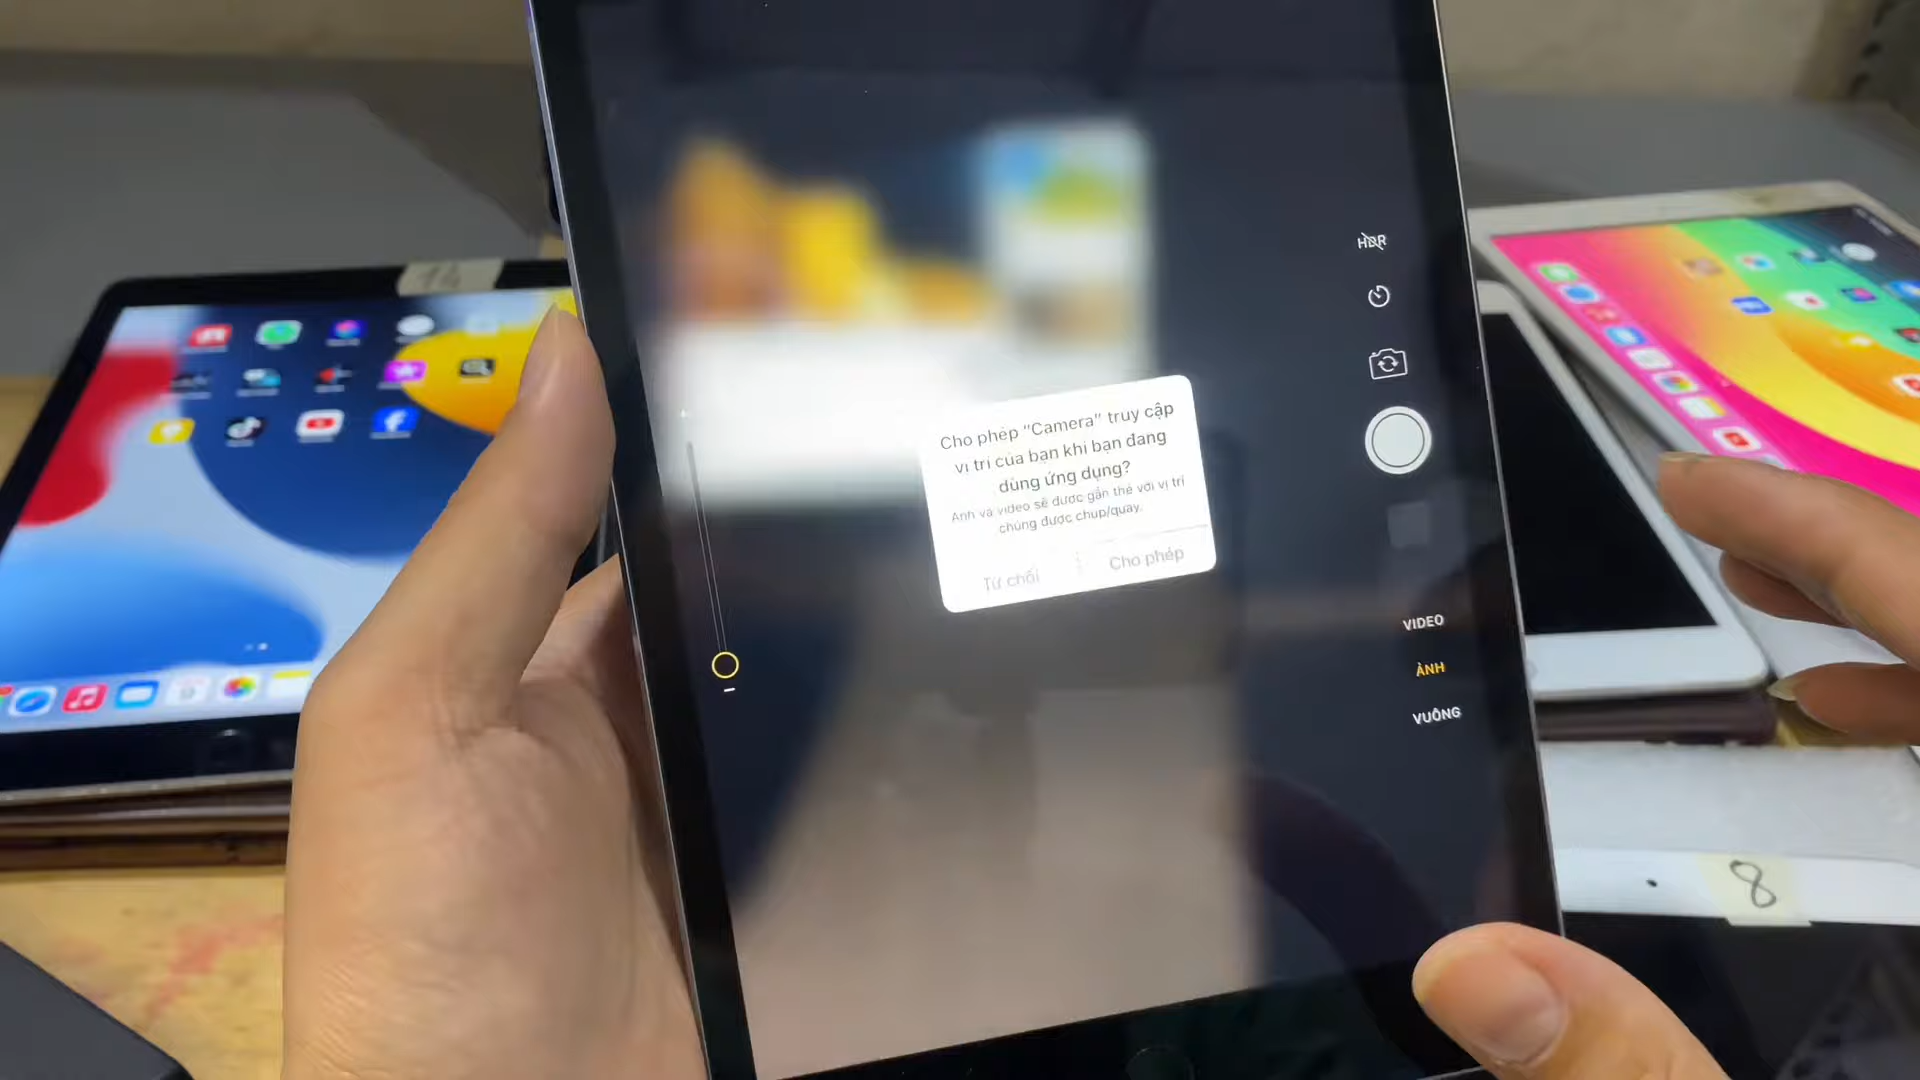 14
HDR
Cho phép "Camera" truy cập
vị trí của bạn khi bạn đang
dùng ứng dụng?
Ảnh và video sẽ được gắn thẻ với vị trí
chúng được chụp/quay.
Từ chối
Cho phép
VIDEO
ẢNH
VUÔNG
8